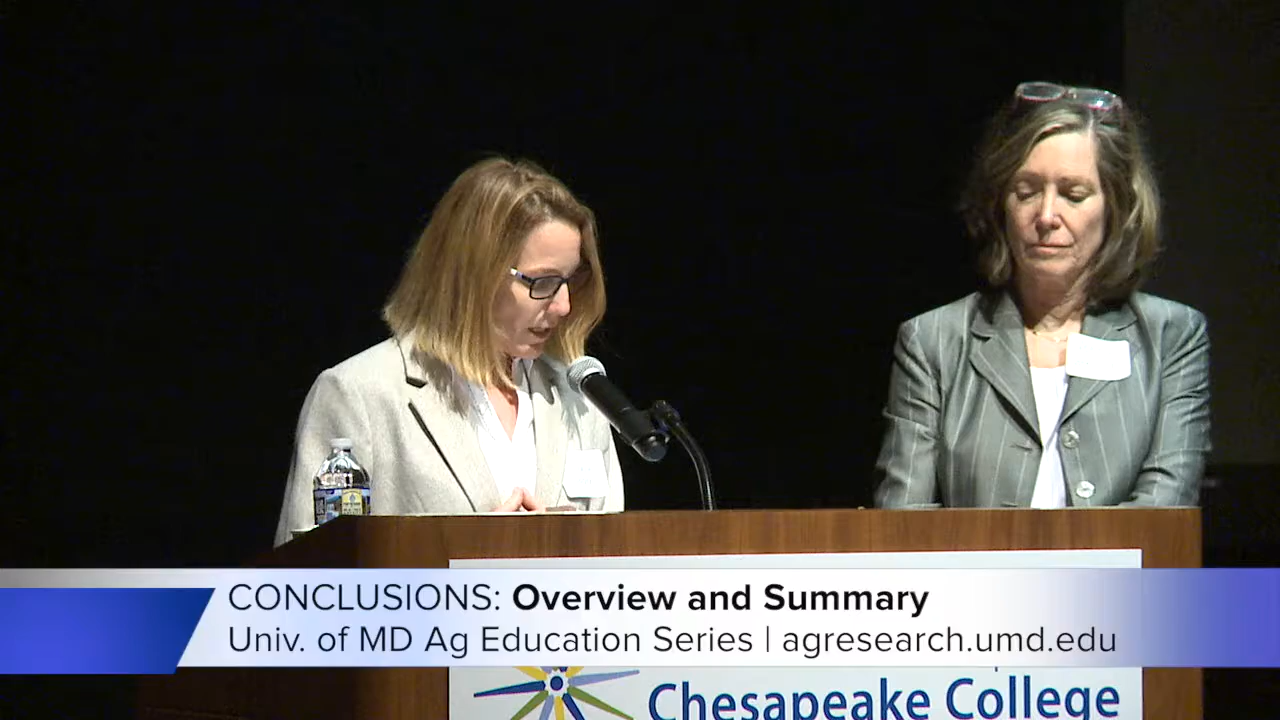 CONCLUSIONS: Overview and Summary
Univ. of MD Ag Education Series | agresearch.umd.edu
Chesapeake College